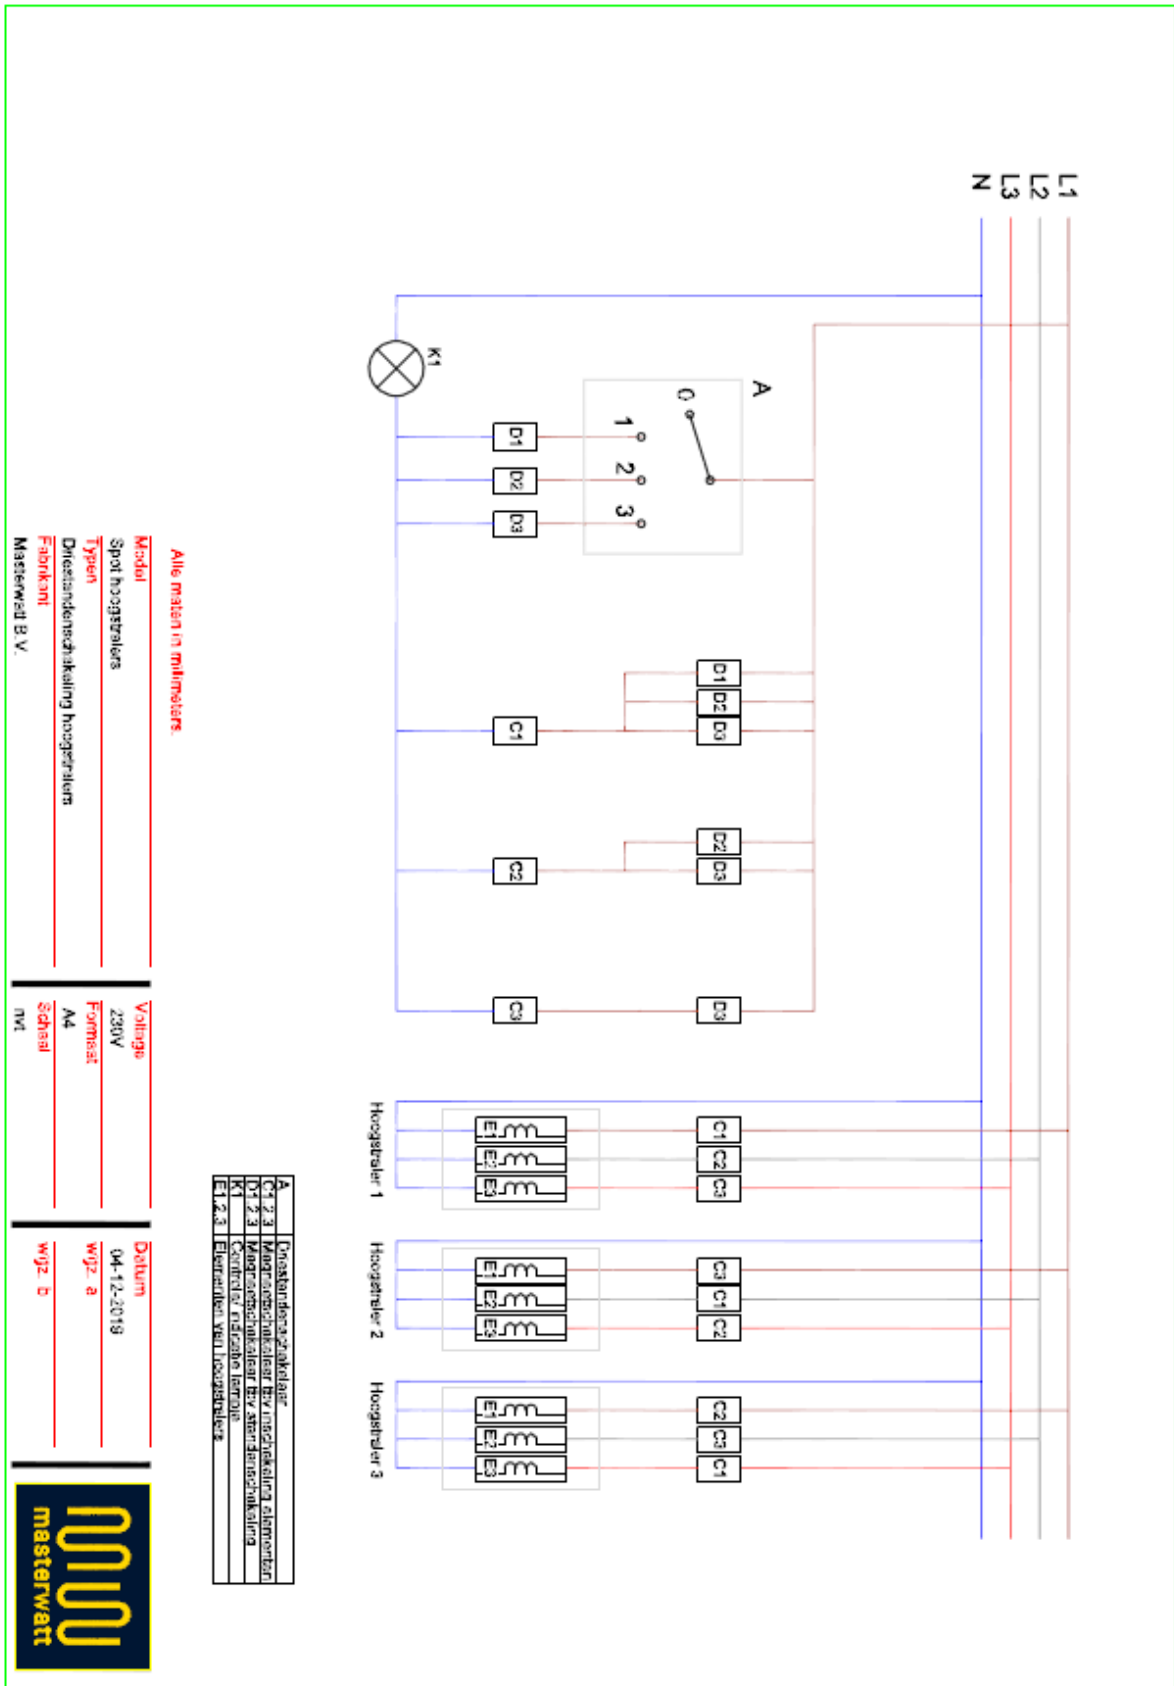 L1
L2
L3
N
K1
A
0
1
2
3
D1
D2
D3
D1
D2
D3
C1
D2
D3
C2
D3
C3
C1
C2
C3
E1
E2
E3
Hoogstraler 1
C3
C1
C2
E1
E2
E3
Hoogstraler 2
C2
C3
C1
E1
E2
E3
Hoogstraler 3
A Driestandenschakelaar
C1,2,3 Magneetschakelaar tbv inschakeling elementen
D1,2,3 Magneetschakelaar tbv standenschakeling
K1 Controle/ indicatie lampje
E1,2,3 Elementen van hoogstralers
Alle maten in milimeters.
Model
Spot hoogstralers
Typen
Driestandenschakeling hoogstralers
Fabrikant
Masterwatt B.V.
Voltage
230V
Formaat
A4
Schaal
nvt
Datum
04-12-2018
wijz. a
wijz. b
masterwatt